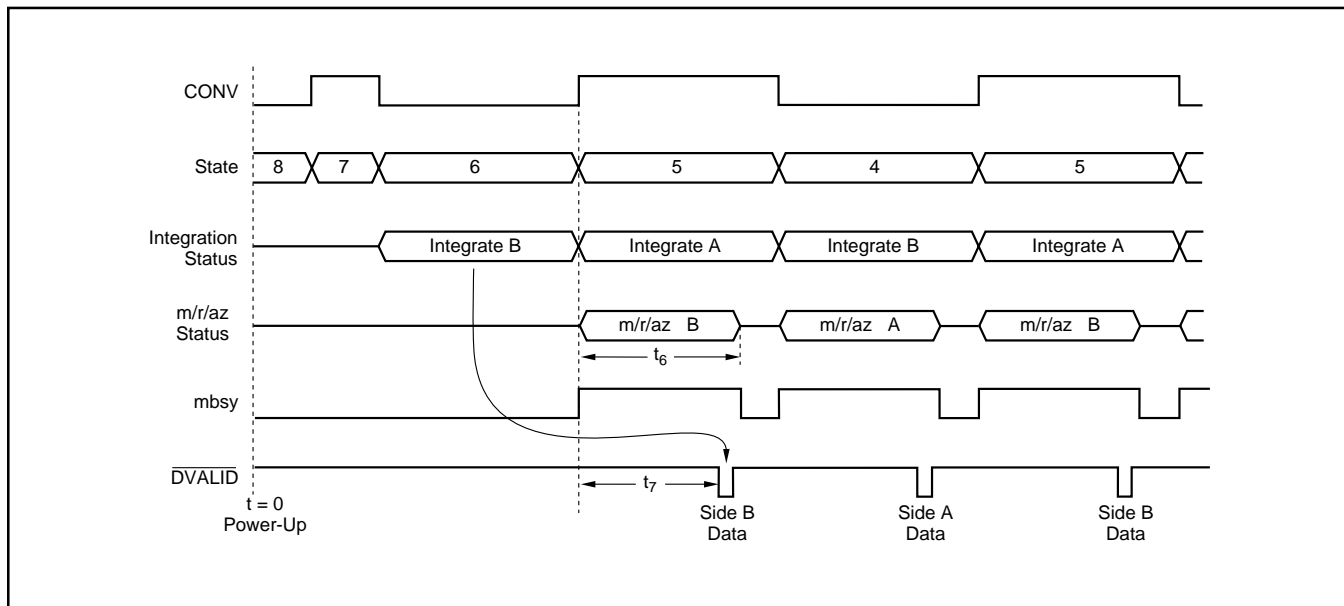 CONV
State
8
7
6
5
4
5
Integration
Status
Integrate B
Integrate A
Integrate B
Integrate A
m/r/az
Status
m/r/az B
m/r/az A
m/r/az B
t6
mbsy
DVALID
t7
t = 0
Power-Up
Side B
Data
Side A
Data
Side B
Data